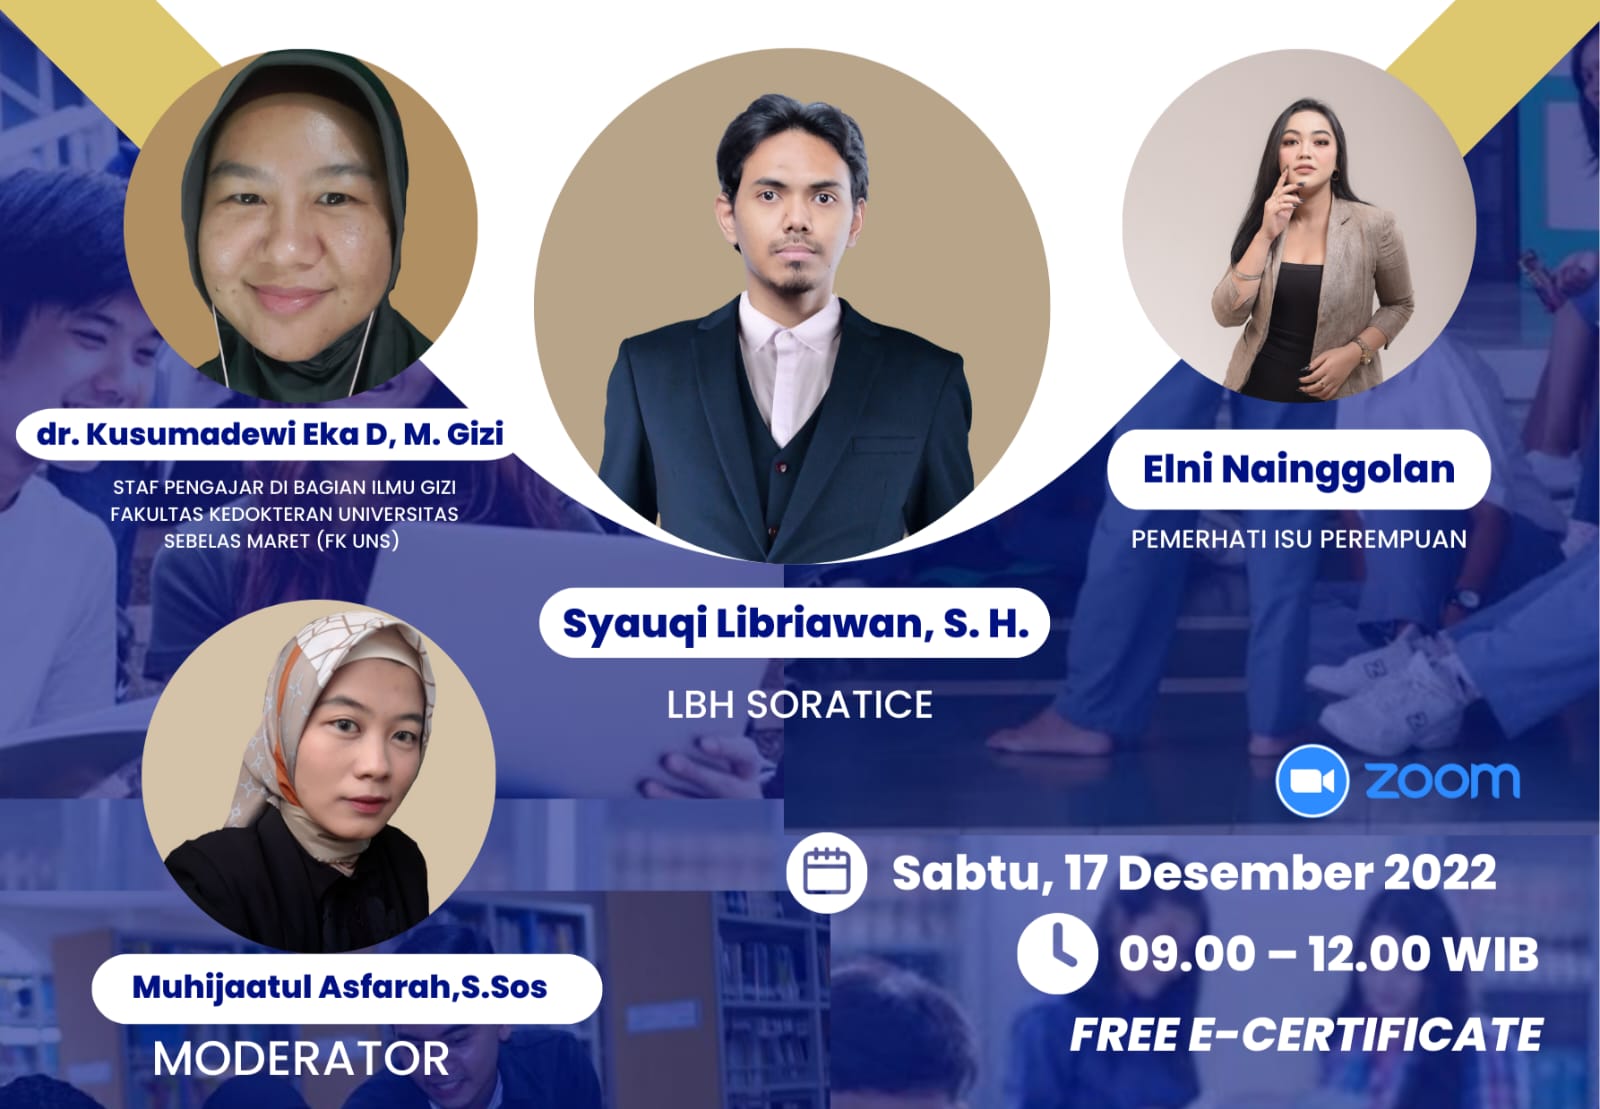 dr. Kusumadewi Eka D, M. Gizi
STAF PENGAJAR DI BAGIAN ILMU GIZI
FAKULTAS KEDOKTERAN UNIVERSITAS
SEBELAS MARET (FK UNS)
Syauqi Libriawan, S. H.
LBH SORATICE
Elni Nainggolan
PEMERHATI ISU PEREMPUAN
Muhijaatul Asfarah,S.Sos
MODERATOR
zoom
Sabtu, 17 Desember 2022
09.00 – 12.00 WIB
FREE E-CERTIFICATE